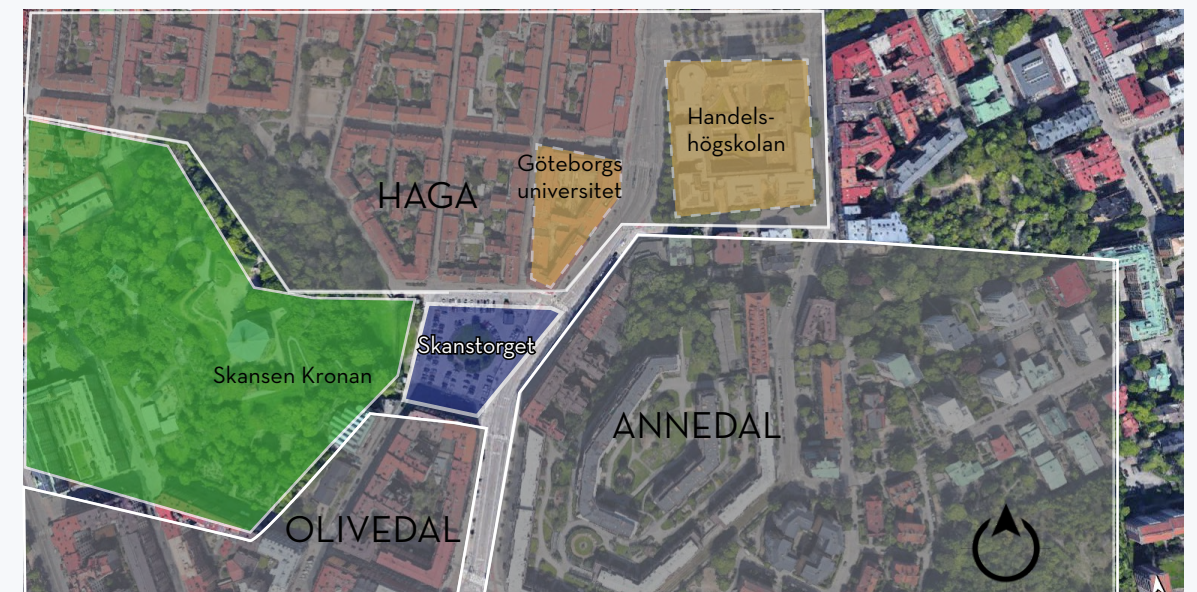 Handels-
högskolan
Göteborgs
universitet
HAGA
Skanstorget
Skansen Kronan
ANNEDAL
OLIVEDAL